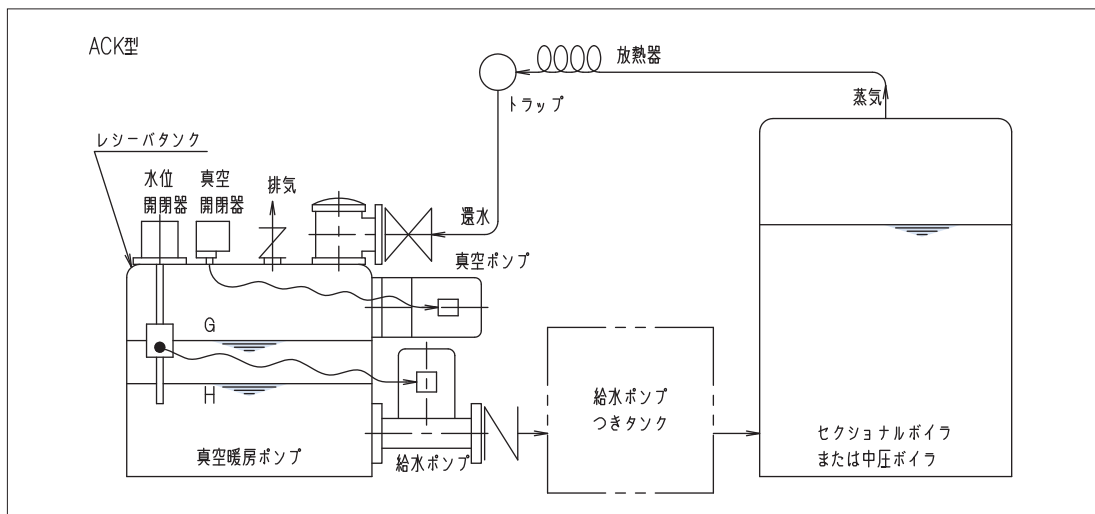 ACK型
放熱器
トラップ
蒸気
レシーバタンク
水位
開閉器
真空
開閉器
排気
還水
真空ポンプ
G
H
給水ポンプ
つきタンク
セクショナルボイラ
または中圧ボイラ
真空暖房ポンプ
給水ポンプ